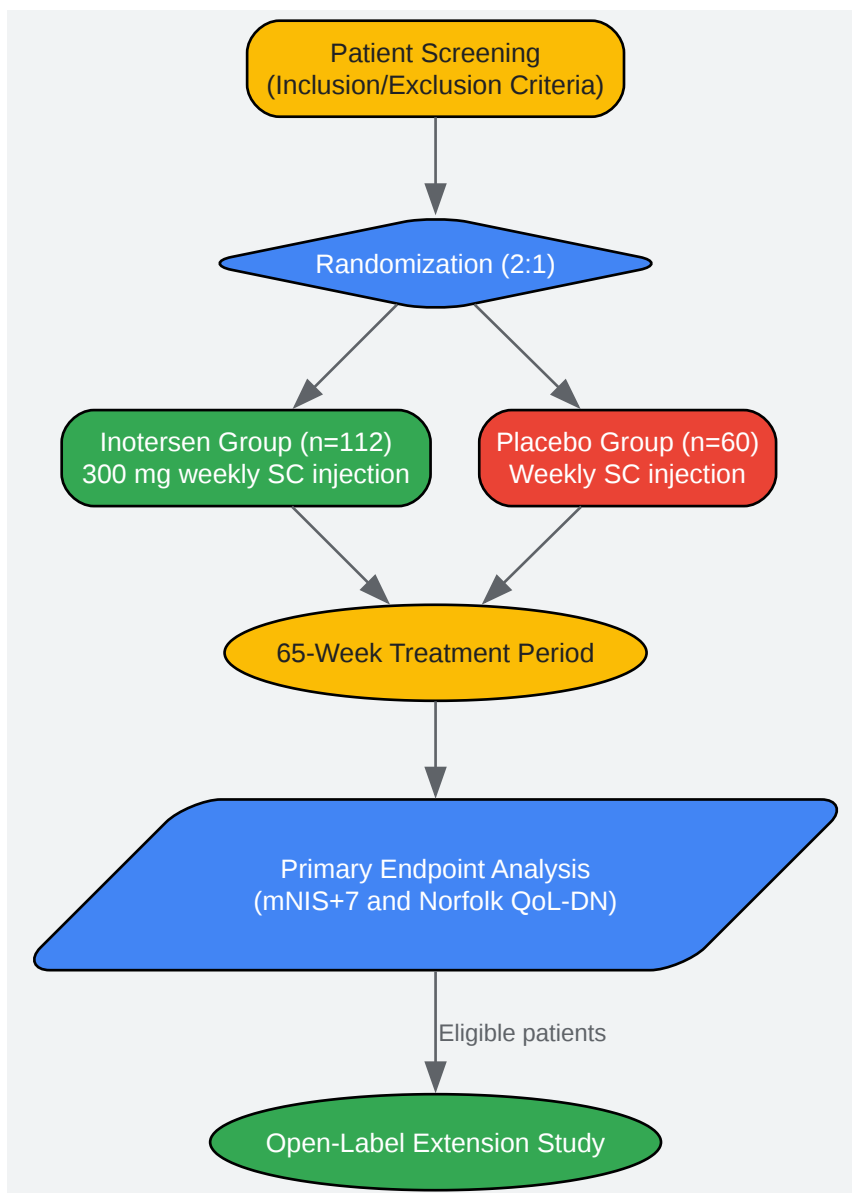 Patient Screening
(Inclusion/Exclusion Criteria)
Randomization (2:1)
Inotersen Group (n=112)
300 mg weekly SC injection
Placebo Group (n=60)
Weekly SC injection
65-Week Treatment Period
Primary Endpoint Analysis
(mNIS+7 and Norfolk QoL-DN)
Eligible patients
Open-Label Extension Study